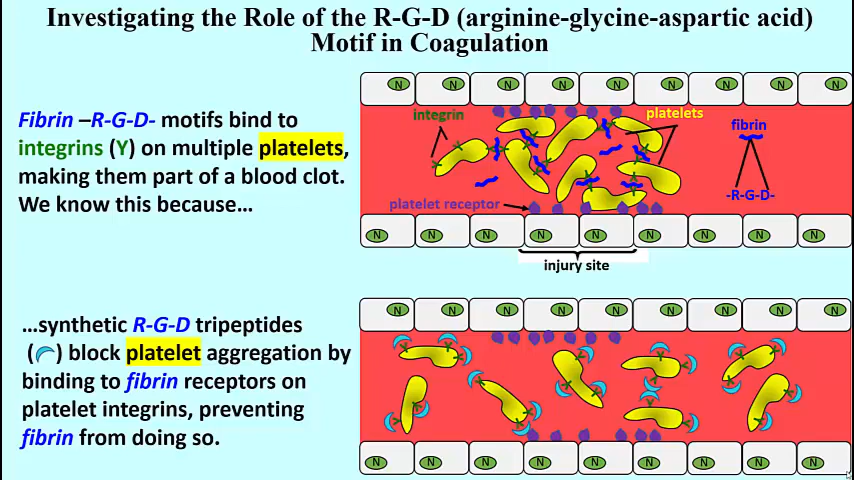 Investigating the Role of the R-G-D (arginine-glycine-aspartic acid)
Motif in Coagulation
Fibrin –R-G-D- motifs bind to
integrins (Y) on multiple platelets,
making them part of a blood clot.
We know this because…
N N N N N N N N N
integrin
platelets
fibrin
platelet receptor
-R-G-D-
N N N N N N N N N
injury site
…synthetic R-G-D tripeptides
( ) block platelet aggregation by
binding to fibrin receptors on
platelet integrins, preventing
fibrin from doing so.
N N N N N N N N N
N N N N N N N N N